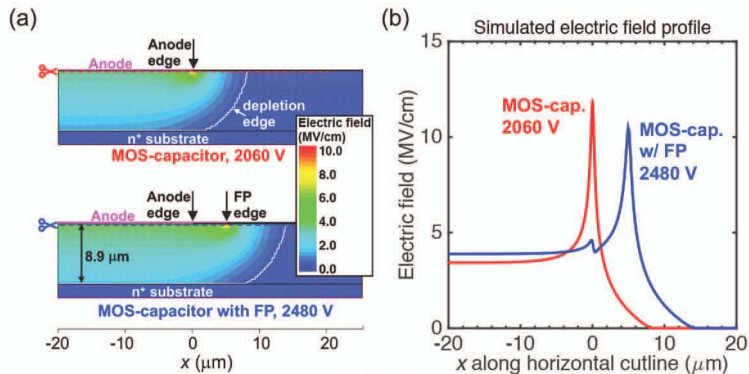 (a)
Anode
Anode
edge
depletion
edge
n⁺ substrate
MOS-capacitor, 2060 V
Electric field
(MV/cm)
10.0
8.0
6.0
4.0
2.0
0.0
Anode
Anode
edge
FP
edge
8.9 μm
n⁺ substrate
MOS-capacitor with FP, 2480 V
-20 -10 0 10 20
x (μm)
(b)
Simulated electric field profile
Electric field (MV/cm)
15
10
5
0
MOS-cap.
2060 V
MOS-cap.
w/ FP
2480 V
-20 -10 0 10 20
x along horizontal cutline (μm)